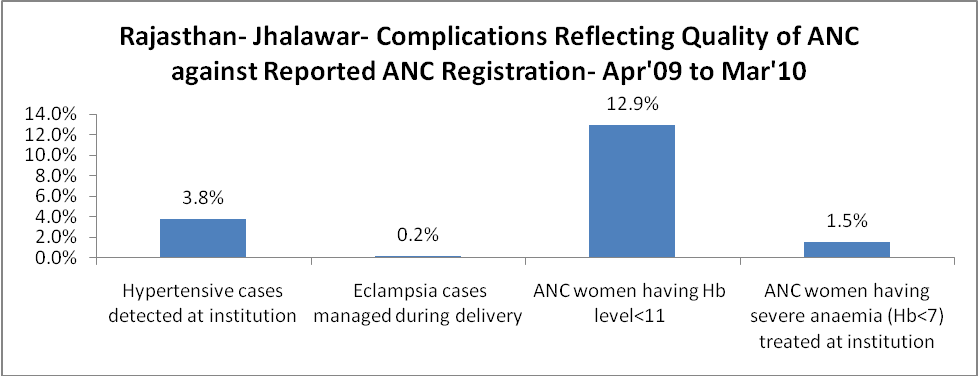 Rajasthan- Jhalawar- Complications Reflecting Quality of ANC
against Reported ANC Registration- Apr'09 to Mar'10
14.0%
12.0%
10.0%
8.0%
6.0%
4.0%
2.0%
0.0%
3.8%
0.2%
12.9%
1.5%
Hypertensive cases
detected at institution
Eclampsia cases
managed during delivery
ANC women having Hb
level<11
ANC women having
severe anaemia (Hb<7)
treated at institution